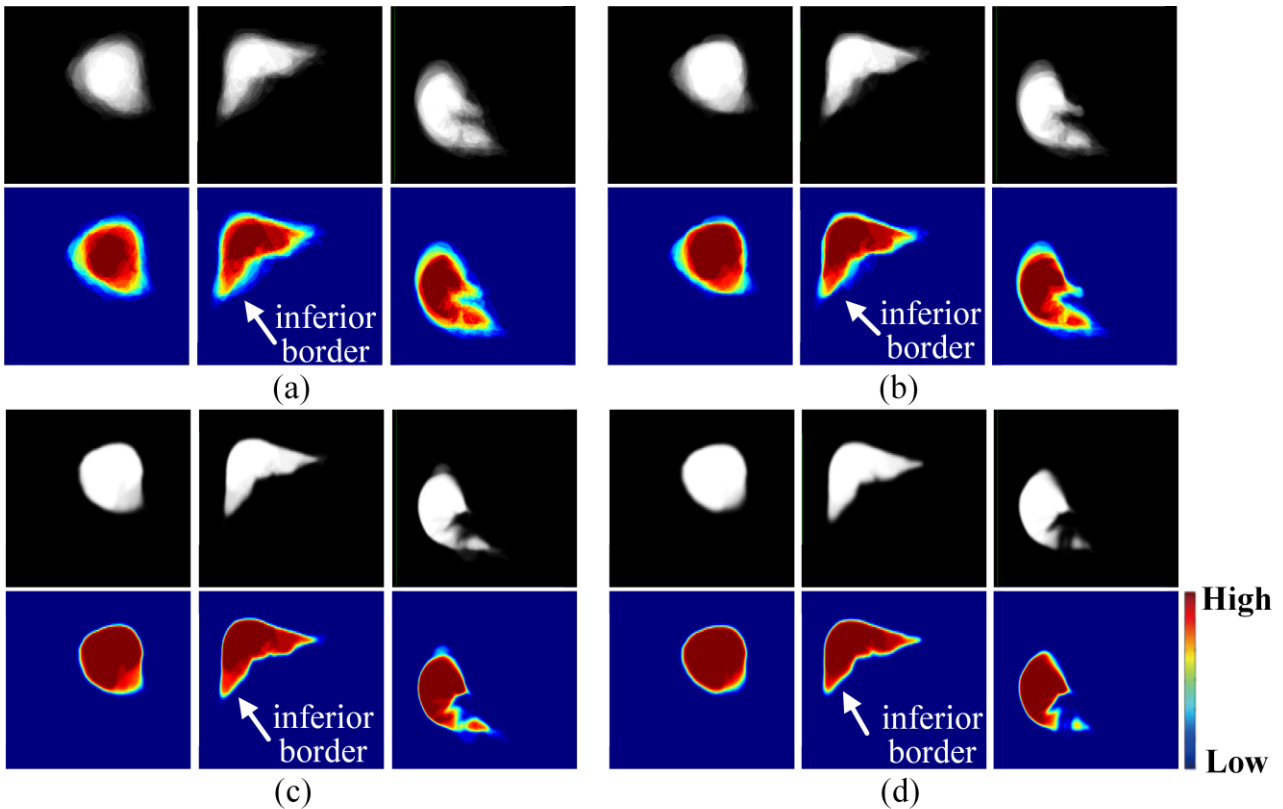 inferior
border
inferior
border
(a)
(b)
inferior
border
inferior
border
High
Low
(c)
(d)